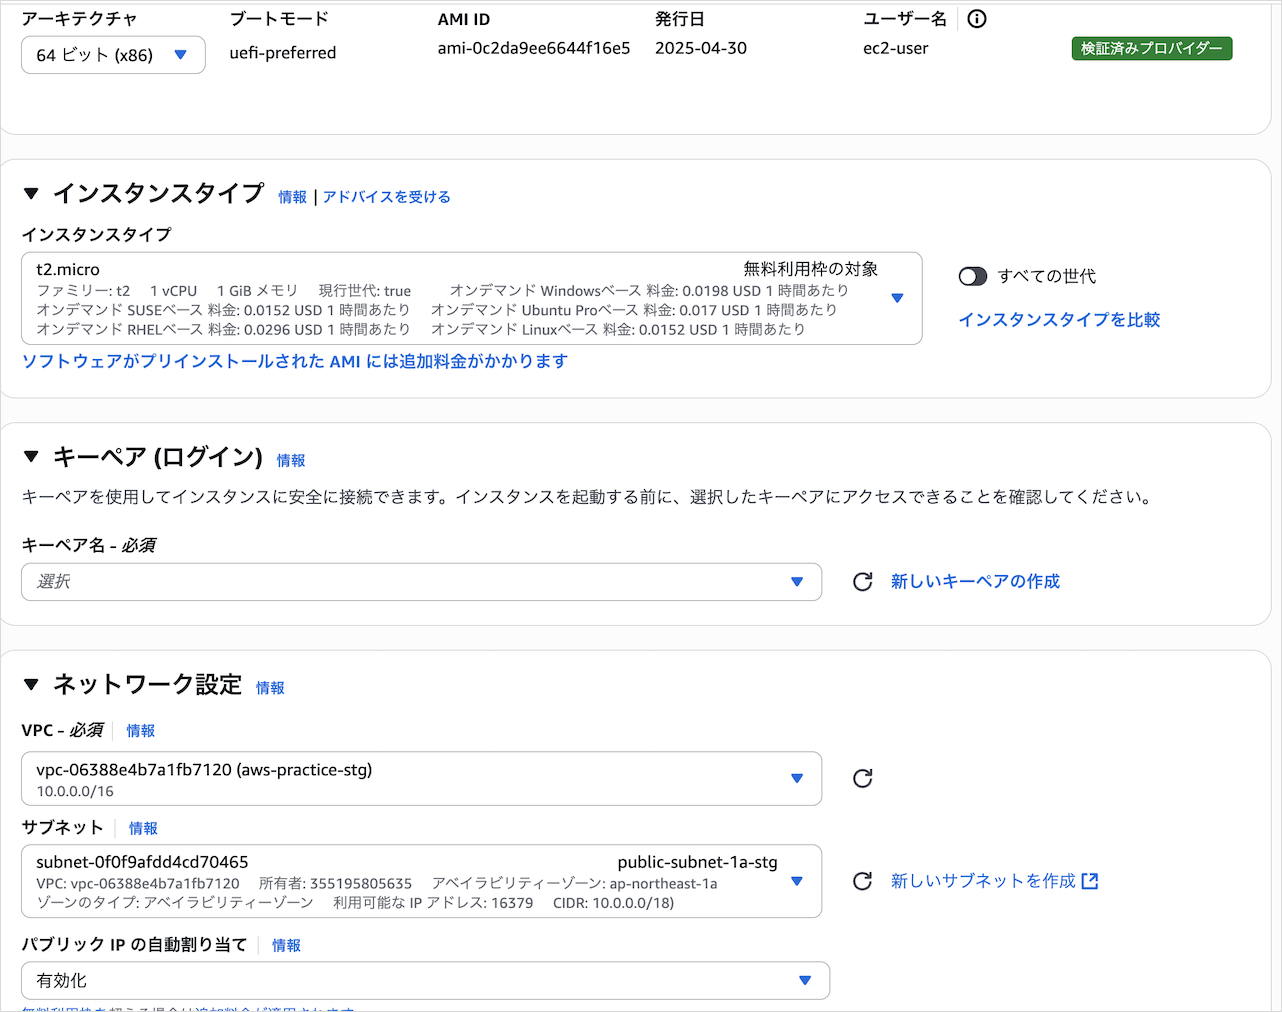 アーキテクチャ
64 ビット (x86)
ブートモード
uefi-preferred
AMI ID
ami-0c2da9ee6644f16e5
発行日
2025-04-30
ユーザー名
ec2-user
検証済みプロバイダー
インスタンスタイプ 情報 | アドバイスを受ける
インスタンスタイプ
t2.micro 無料利用枠の対象
ファミリー: t2 1 vCPU 1 GiB メモリ 現行世代: true オンデマンド Windowsベース 料金: 0.0198 USD 1 時間あたり
オンデマンド SUSEベース 料金: 0.0152 USD 1 時間あたり オンデマンド Ubuntu Proベース 料金: 0.017 USD 1 時間あたり
オンデマンド RHELベース 料金: 0.0296 USD 1 時間あたり オンデマンド Linuxベース 料金: 0.0152 USD 1 時間あたり
すべての世代
インスタンスタイプを比較
ソフトウェアがプリインストールされた AMI には追加料金がかかります
キーペア (ログイン) 情報
キーペアを使用してインスタンスに安全に接続できます。インスタンスを起動する前に、選択したキーペアにアクセスできることを確認してください。
キーペア名 - 必須
選択
新しいキーペアの作成
ネットワーク設定 情報
VPC - 必須 情報
vpc-06388e4b7a1fb7120 (aws-practice-stg)
10.0.0.0/16
サブネット 情報
subnet-0f0f9afdd4cd70465 public-subnet-1a-stg
VPC: vpc-06388e4b7a1fb7120 所有者: 355195805635 アベイラビリティーゾーン: ap-northeast-1a
ゾーンのタイプ: アベイラビリティーゾーン 利用可能な IP アドレス: 16379 CIDR: 10.0.0.0/18)
新しいサブネットを作成
パブリック IP の自動割り当て 情報
有効化
無料利用枠を超える場合は追加料金が適用されます